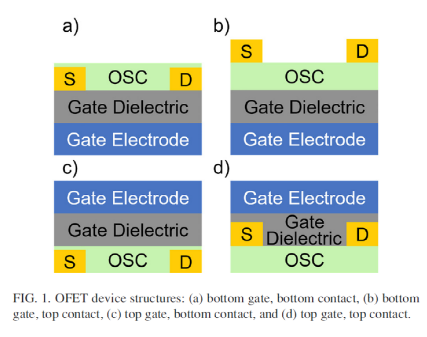 a)
S OSC D
Gate Dielectric
Gate Electrode
b)
S D
OSC
Gate Dielectric
Gate Electrode
c)
Gate Electrode
Gate Dielectric
S OSC D
d)
Gate Electrode
Gate
S Dielectric D
OSC
FIG. 1. OFET device structures: (a) bottom gate, bottom contact, (b) bottom
gate, top contact, (c) top gate, bottom contact, and (d) top gate, top contact.